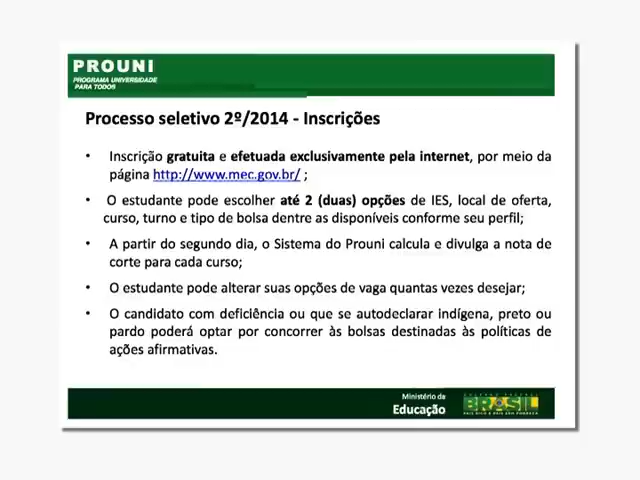 PROUNI
PROGRAMA UNIVERSIDADE
PARA TODOS
Processo seletivo 2º/2014 - Inscrições
• Inscrição gratuita e efetuada exclusivamente pela internet, por meio da
página http://www.mec.gov.br/ ;
• O estudante pode escolher até 2 (duas) opções de IES, local de oferta,
curso, turno e tipo de bolsa dentre as disponíveis conforme seu perfil;
• A partir do segundo dia, o Sistema do Prouni calcula e divulga a nota de
corte para cada curso;
• O estudante pode alterar suas opções de vaga quantas vezes desejar;
• O candidato com deficiência ou que se autodeclarar indígena, preto ou
pardo poderá optar por concorrer às bolsas destinadas às políticas de
ações afirmativas.
Ministério da
Educação
BRASIL
PAÍS RICO É PAÍS SEM POBREZA